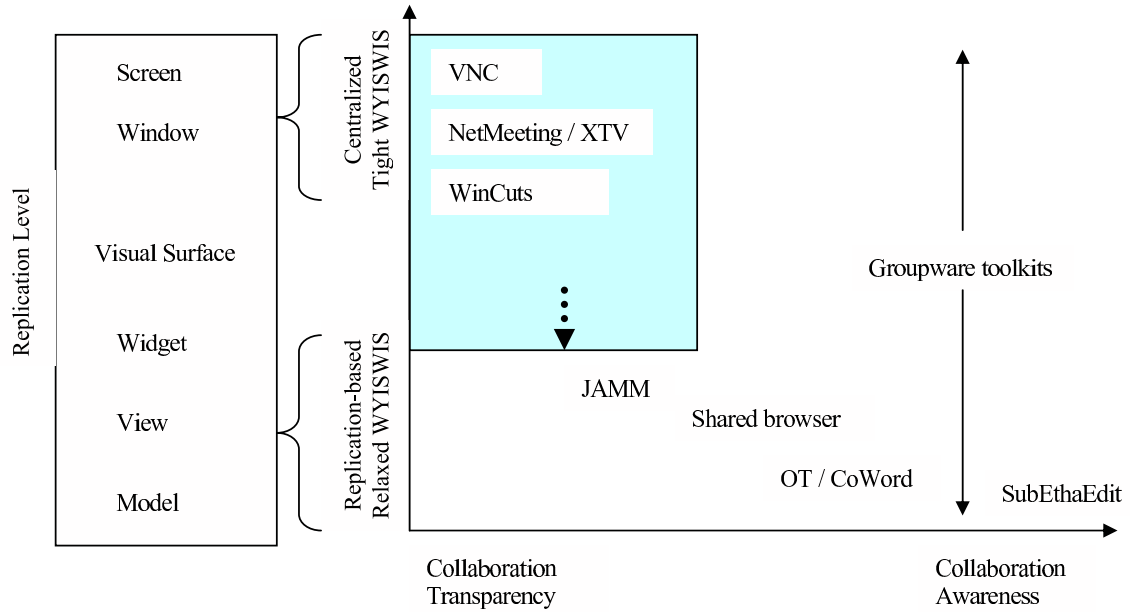 Replication Level
Screen
Window
Visual Surface
Widget
View
Model
Centralized
Tight WYISWIS
Replication-based
Relaxed WYISWIS
VNC
NetMeeting / XTV
WinCuts
JAMM
Shared browser
OT / CoWord
Groupware toolkits
SubEthaEdit
Collaboration
Transparency
Collaboration
Awareness